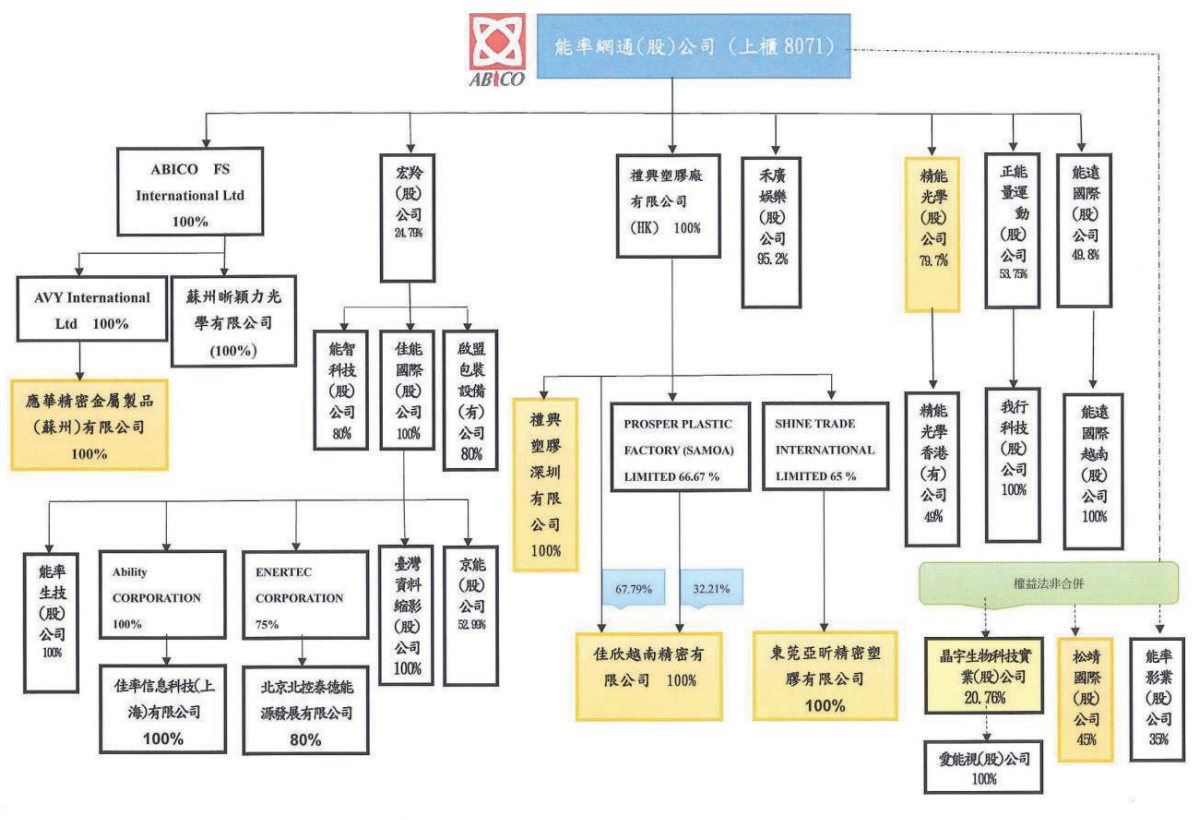 能率網通(股)公司(上櫃 8071)
ABICO
ABICO FS
International Ltd
100%
宏羚
(股)
公司
24.79%
禮興塑膠廠
有限公司
(HK) 100%
禾廣
娛樂
(股)
公司
95.2%
精能
光學
(股)
公司
79.7%
正能
量運
動
(股)
公司
53.75%
能遠
國際
(股)
公司
49.8%
AVY International
Ltd 100%
蘇州晰穎力光
學有限公司
(100%)
應華精密金屬製品
(蘇州)有限公司
100%
能智
科技
(股)
公司
80%
佳能
國際
(股)
公司
100%
啟盟
包裝
設備
(有)
公司
80%
禮興
塑膠
深圳
有限
公司
100%
PROSPER PLASTIC
FACTORY (SAMOA)
LIMITED 66.67 %
SHINE TRADE
INTERNATIONAL
LIMITED 65 %
精能
光學
香港
(有)
公司
49%
我行
科技
(股)
公司
100%
能遠
國際
越南
(股)
公司
100%
能率
生技
(股)
公司
100%
Ability
CORPORATION
100%
ENERTEC
CORPORATION
75%
臺灣
資料
縮影
(股)
公司
100%
京能
(股)
公司
52.99%
67.79%
32.21%
權益法非合併
佳率信息科技(上
海)有限公司
100%
北京北控泰德能
源發展有限公司
80%
佳欣越南精密有
限公司 100%
東莞亞昕精密塑
膠有限公司
100%
晶宇生物科技實
業(股)公司
20.76%
松靖
國際
(股)
公司
45%
能率
影業
(股)
公司
35%
愛能視(股)公司
100%